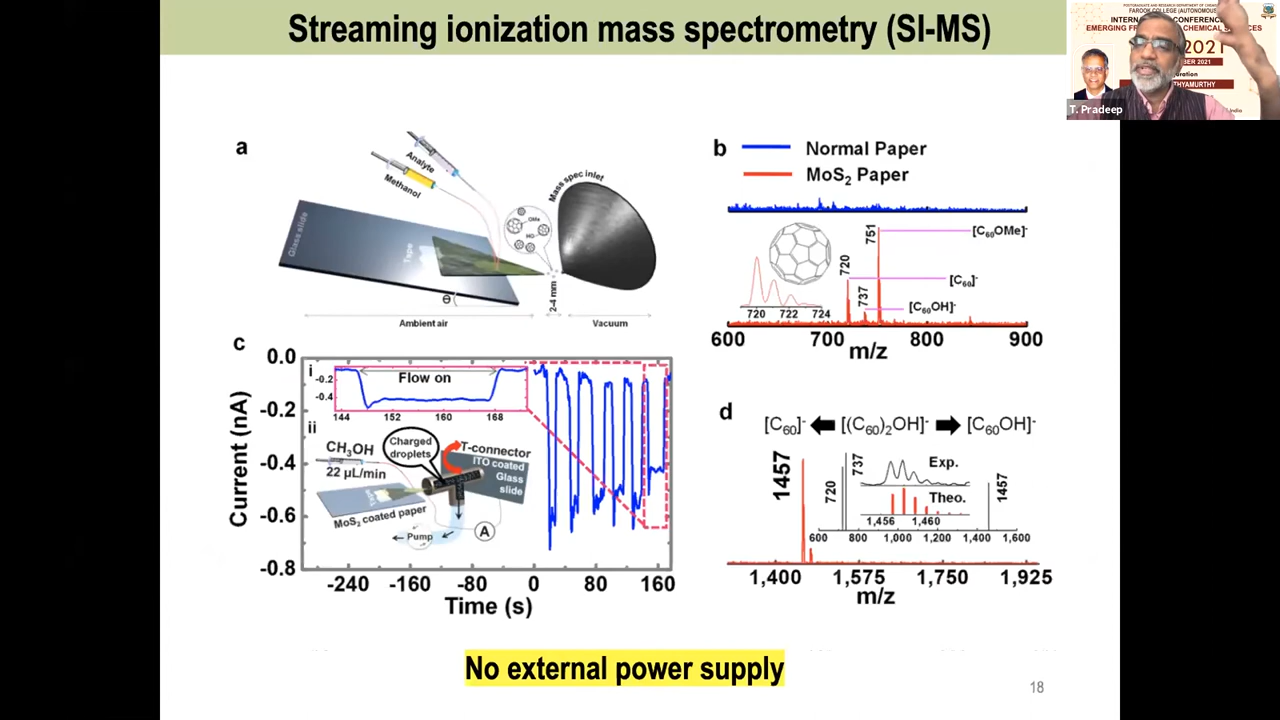 Streaming ionization mass spectrometry (SI-MS)
T. Pradeep
FAROOK COLLEGE (AUTONOMOUS)
2021
a
Analyte
Methanol
Glass slide
Tape
OMe
HO
Mass spec inlet
Θ
2-4 mm
Ambient air
Vacuum
b
Normal Paper
MoS₂ Paper
751
[C₆₀OMe]⁻
720
[C₆₀]⁻
737
[C₆₀OH]⁻
720 722 724
600 700 800 900
m/z
c
Current (nA)
0.0
-0.2
-0.4
-0.6
-0.8
i
Flow on
-0.2
-0.4
144 152 160 168
ii
CH₃OH
22 µL/min
Charged
droplets
T-connector
ITO coated
Glass
slide
MoS₂ coated paper
Pump
A
-240 -160 -80 0 80 160
Time (s)
d
[C₆₀]⁻ [(C₆₀)₂OH]⁻ [C₆₀OH]⁻
1457
720
737
Exp.
Theo.
1,456 1,460
1457
600 800 1,000 1,200 1,400 1,600
1,400 1,575 1,750 1,925
m/z
No external power supply
18